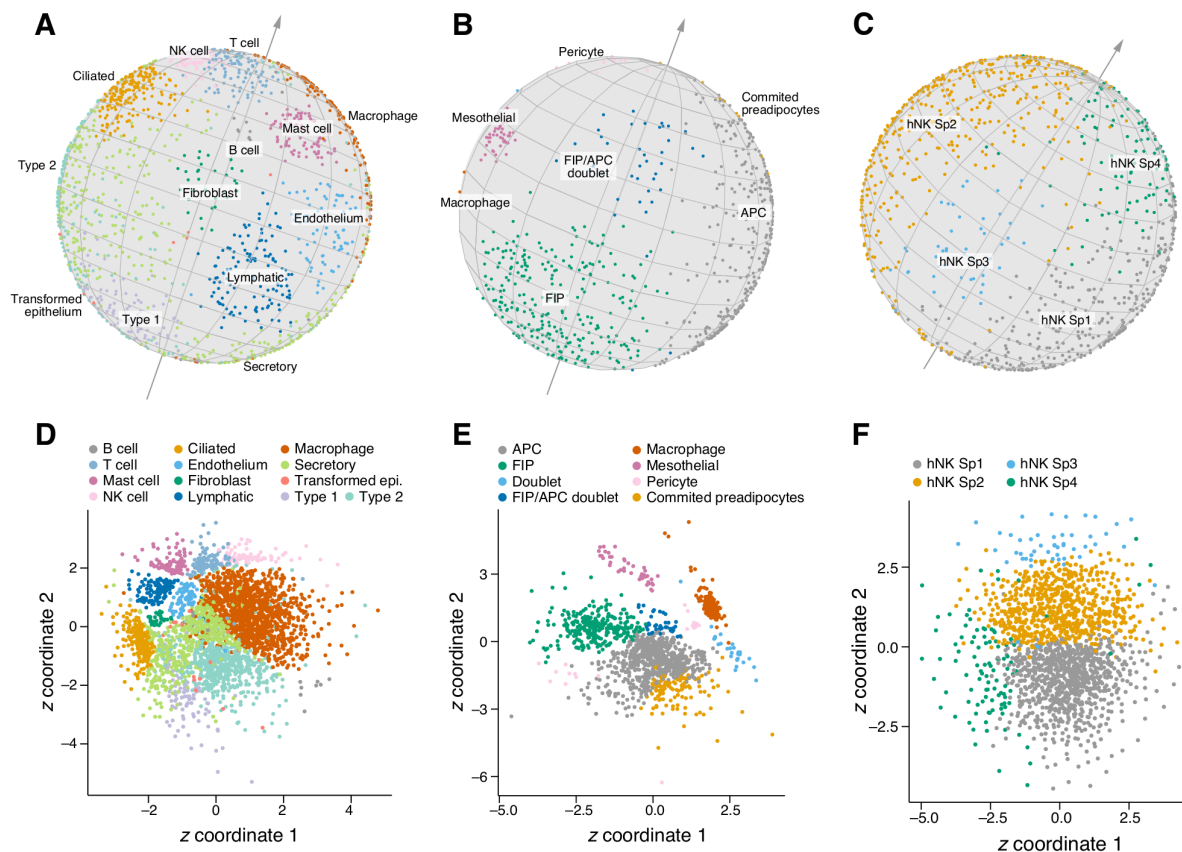 A
B
C
NK cell
T cell
Ciliated
Macrophage
Mast cell
B cell
Type 2
Fibroblast
Endothelium
Lymphatic
Transformed
epithelium
Type 1
Secretory
Pericyte
Commited
preadipocytes
Mesothelial
FIP/APC
doublet
Macrophage
APC
FIP
hNK Sp2
hNK Sp4
hNK Sp3
hNK Sp1
D
B cell
Ciliated
Macrophage
T cell
Endothelium
Secretory
Mast cell
Fibroblast
Transformed epi.
NK cell
Lymphatic
Type 1
Type 2
2
0
−2
−4
z coordinate 2
−2
0
2
4
z coordinate 1
E
APC
Macrophage
FIP
Mesothelial
Doublet
Pericyte
FIP/APC doublet
Commited preadipocytes
3
0
−3
−6
z coordinate 2
−5.0
−2.5
0.0
2.5
z coordinate 1
F
hNK Sp1
hNK Sp3
hNK Sp2
hNK Sp4
2.5
0.0
−2.5
z coordinate 2
−5.0
−2.5
0.0
2.5
z coordinate 1